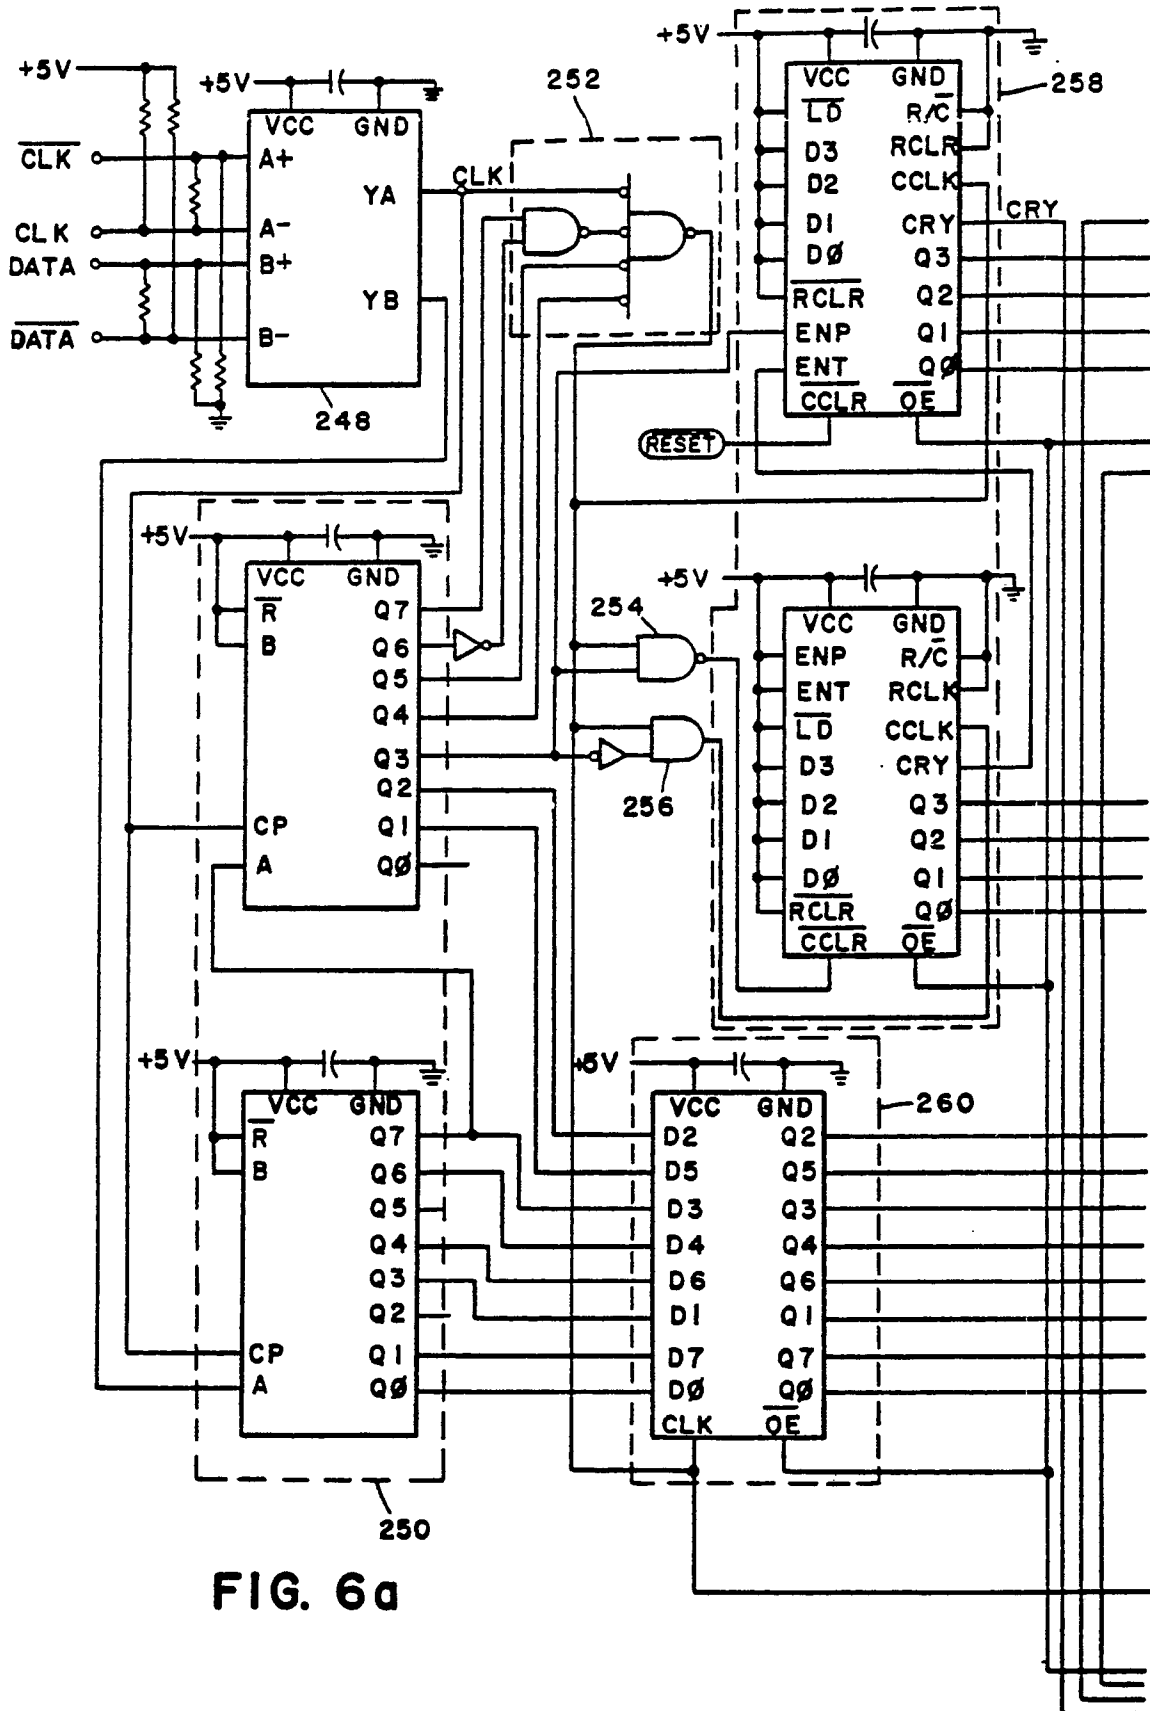 +5V
CLK
CLK
DATA
DATA
+5V
VCC GND
A+
A-
B+
B-
YA
YB
248
CLK
252
+5V
VCC GND
LD
D3
D2
D1
DØ
RCLR
ENP
ENT
CCLR OE
R/C
RCLR
CCLK
CRY
Q3
Q2
Q1
QØ
CRY
258
RESET
+5V
VCC GND
R
B
CP
A
Q7
Q6
Q5
Q4
Q3
Q2
Q1
QØ
254
256
+5V
VCC GND
ENP
ENT
LD
D3
D2
D1
DØ
RCLR
CCLR OE
R/C
RCLK
CCLK
CRY
Q3
Q2
Q1
QØ
+5V
VCC GND
R
B
CP
A
Q7
Q6
Q5
Q4
Q3
Q2
Q1
QØ
250
+5V
VCC GND
D2
D5
D3
D4
D6
D1
D7
DØ
CLK OE
Q2
Q5
Q3
Q4
Q6
Q1
Q7
QØ
260
FIG. 6a